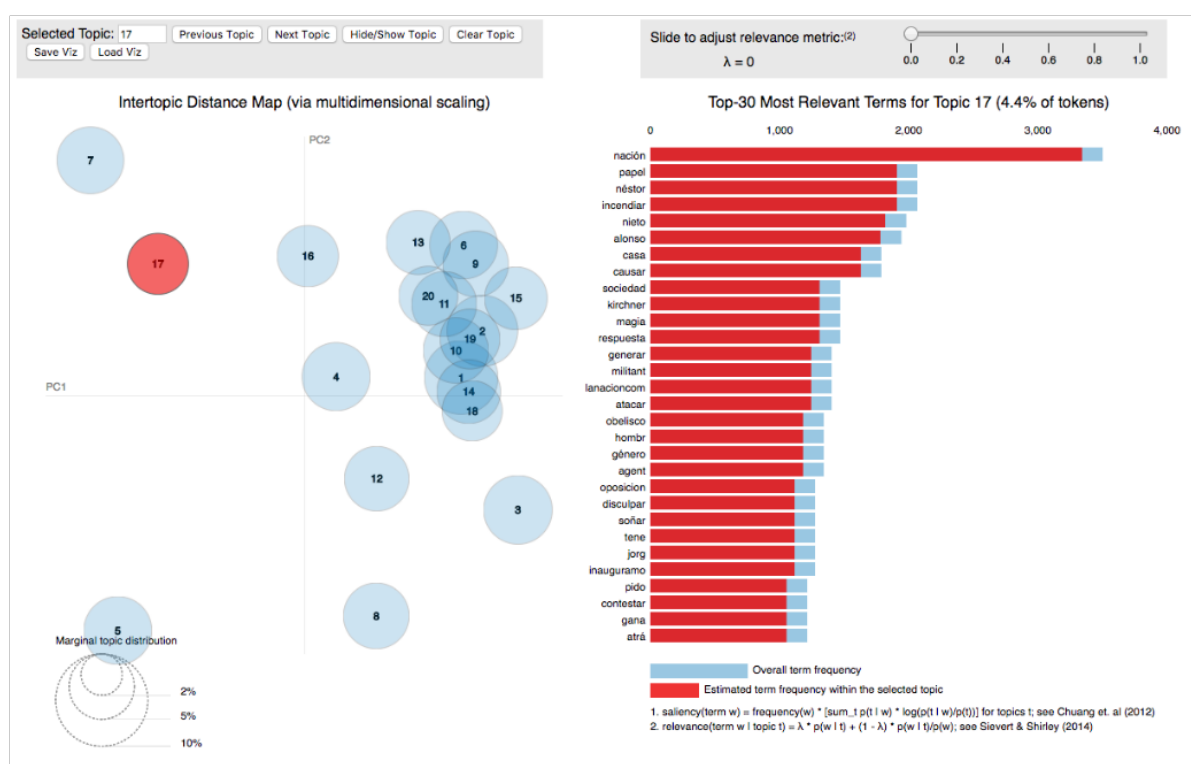 Selected Topic: 17 Previous Topic Next Topic Hide/Show Topic Clear Topic
Save Viz Load Viz
Slide to adjust relevance metric:(2)
λ = 0
0.0 0.2 0.4 0.6 0.8 1.0
Intertopic Distance Map (via multidimensional scaling)
PC2
PC1
7
17
16
13
6
9
20
11
15
2
19
10
4
1
14
18
12
3
8
5
Marginal topic distribution
2%
5%
10%
Top-30 Most Relevant Terms for Topic 17 (4.4% of tokens)
0 1,000 2,000 3,000 4,000
nación
papel
néstor
incendiar
nieto
alonso
casa
causar
sociedad
kirchner
magia
respuesta
generar
militant
lanacioncom
atacar
obelisco
hombr
género
agent
oposicion
disculpar
soñar
tene
jorg
inauguramo
pido
contestar
gana
atrá
Overall term frequency
Estimated term frequency within the selected topic
1. saliency(term w) = frequency(w) * [sum_t p(t | w) * log(p(t | w)/p(t))] for topics t; see Chuang et. al (2012)
2. relevance(term w | topic t) = λ * p(w | t) + (1 - λ) * p(w | t)/p(w); see Sievert & Shirley (2014)